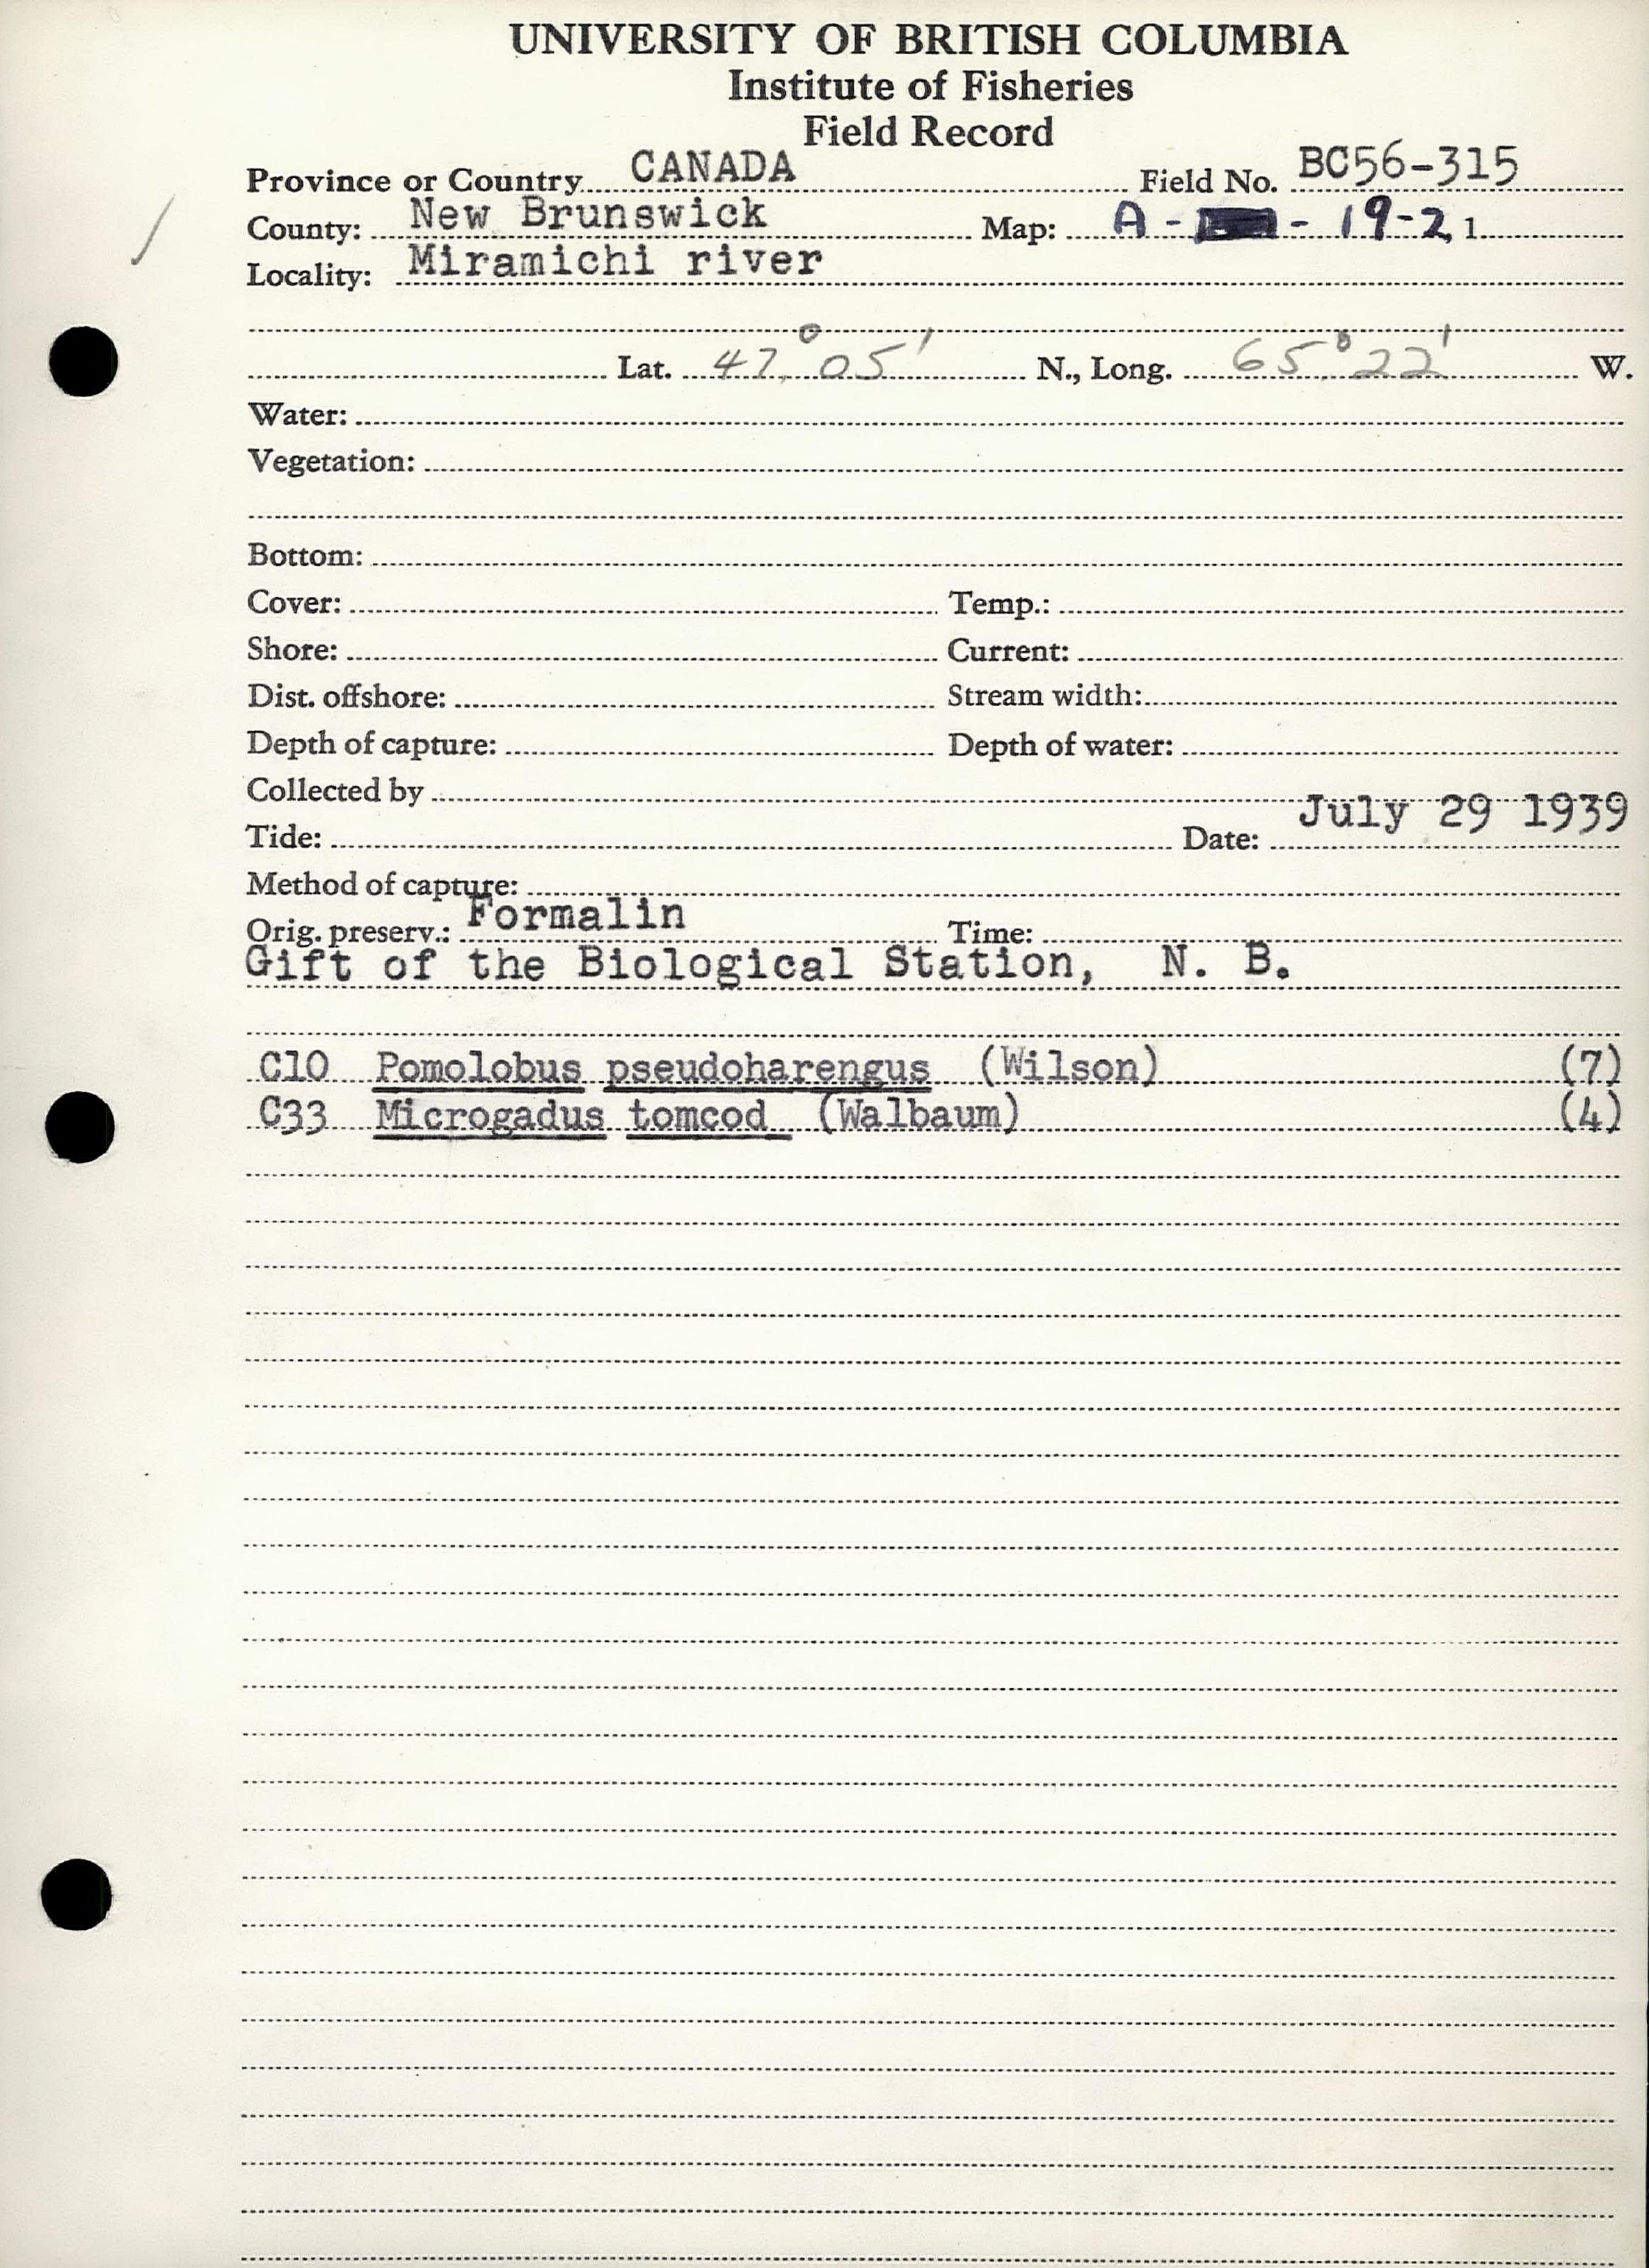 UNIVERSITY OF BRITISH COLUMBIA
Institute of Fisheries
Field Record
Province or Country CANADA Field No. BC56-315
County: New Brunswick Map: A - - 19-2 1
Locality: Miramichi river
Lat. 47° 05' N., Long. 65° 22' W.
Water:
Vegetation:
Bottom:
Cover: Temp.:
Shore: Current:
Dist. offshore: Stream width:
Depth of capture: Depth of water:
Collected by
Tide: Date: July 29 1939
Method of capture:
Orig. preserv.: Formalin Time:
Gift of the Biological Station, N. B.
C10 Pomolobus pseudoharengus (Wilson) (7)
C33 Microgadus tomcod (Walbaum) (4)